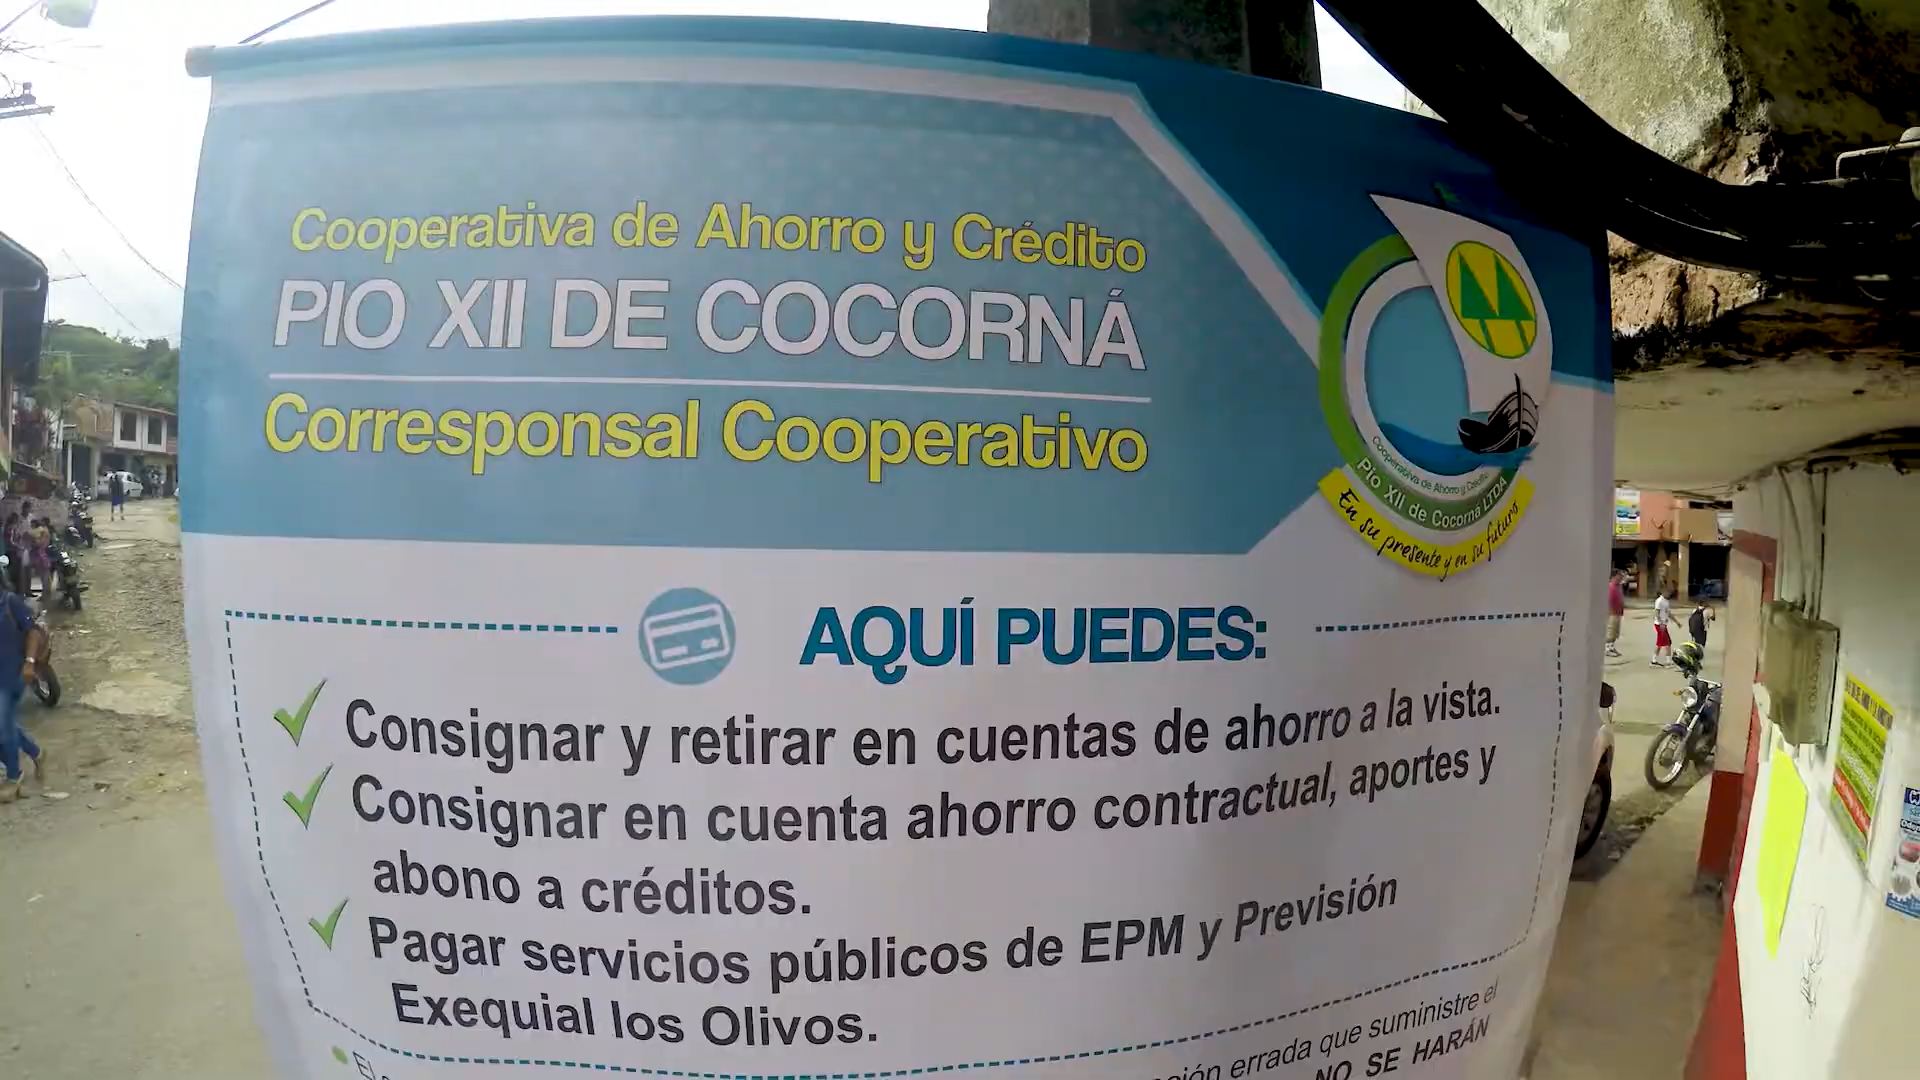 Cooperativa de Ahorro y Crédito
PIO XII DE COCORNÁ
Corresponsal Cooperativo
Cooperativa de Ahorro y Crédito
Pio XII de Cocorná LTDA
En su presente y en su futuro
AQUÍ PUEDES:
Consignar y retirar en cuentas de ahorro a la vista.
Consignar en cuenta ahorro contractual, aportes y
abono a créditos.
Pagar servicios públicos de EPM y Previsión
Exequial los Olivos.
errada que suministre el
NO SE HARÁN